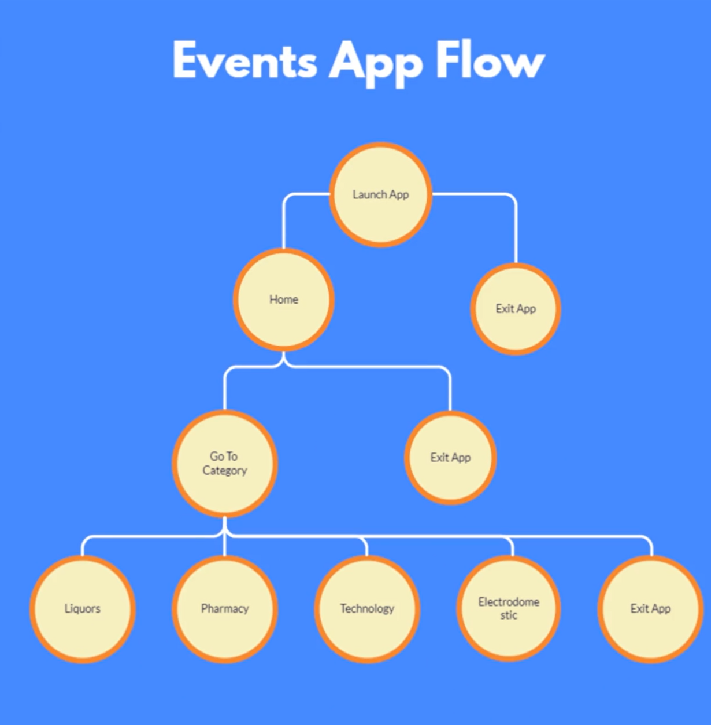 Events App Flow
Launch App
Home
Exit App
Go To
Category
Exit App
Liquors
Pharmacy
Technology
Electrodome
stic
Exit App